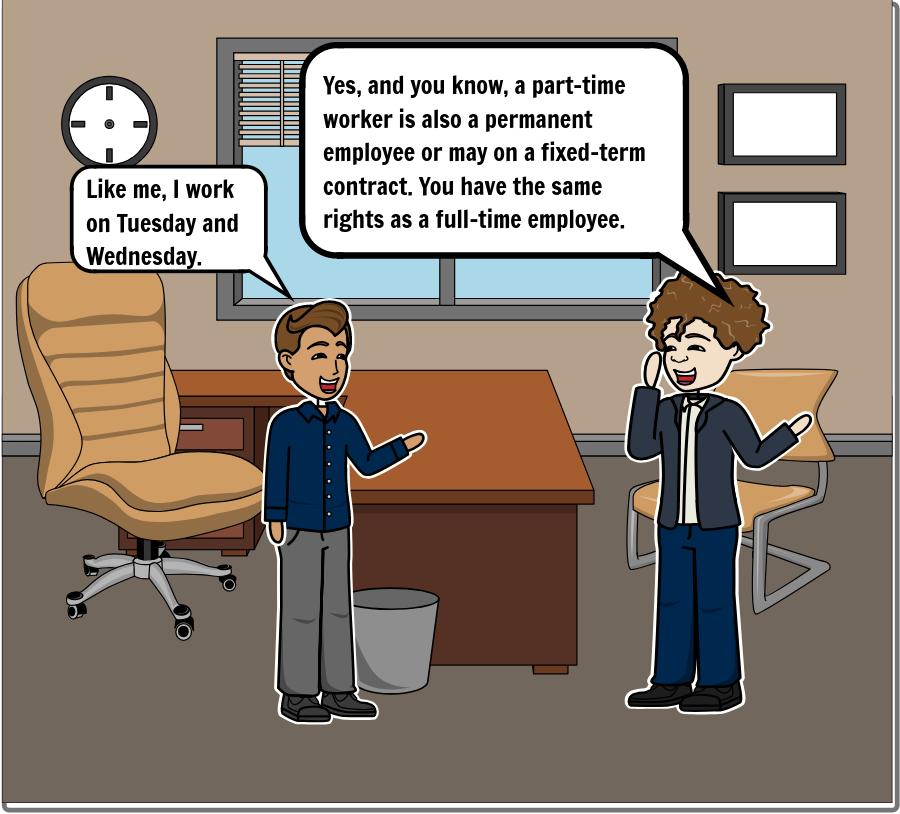 Like me, I work
on Tuesday and
Wednesday.
Yes, and you know, a part-time
worker is also a permanent
employee or may on a fixed-term
contract. You have the same
rights as a full-time employee.